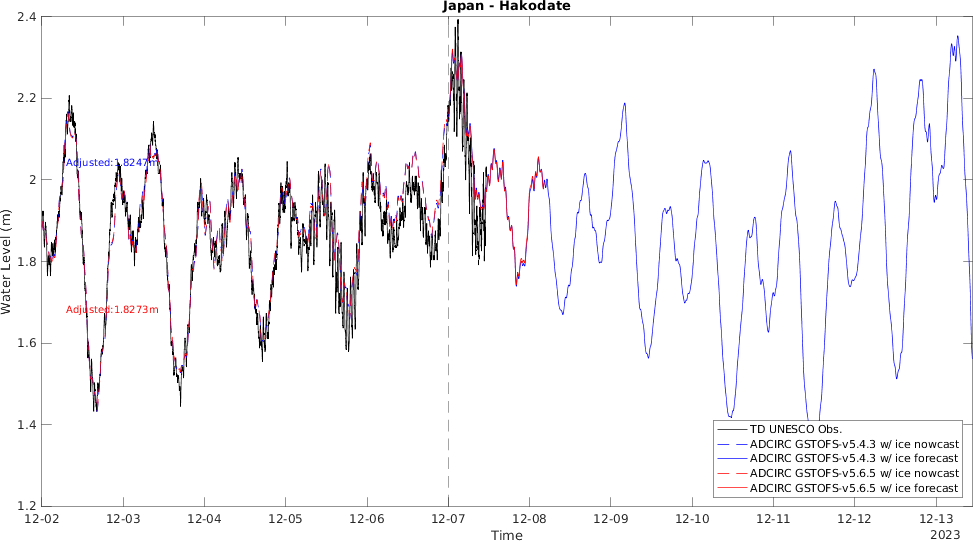 Japan - Hakodate
2.4
2.2
2
1.8
1.6
1.4
1.2
Water Level (m)
Adjusted:1.8247m
Adjusted:1.8273m
TD UNESCO Obs.
ADCIRC GSTOFS-v5.4.3 w/ ice nowcast
ADCIRC GSTOFS-v5.4.3 w/ ice forecast
ADCIRC GSTOFS-v5.6.5 w/ ice nowcast
ADCIRC GSTOFS-v5.6.5 w/ ice forecast
12-02 12-03 12-04 12-05 12-06 12-07 12-08 12-09 12-10 12-11 12-12 12-13
Time
2023